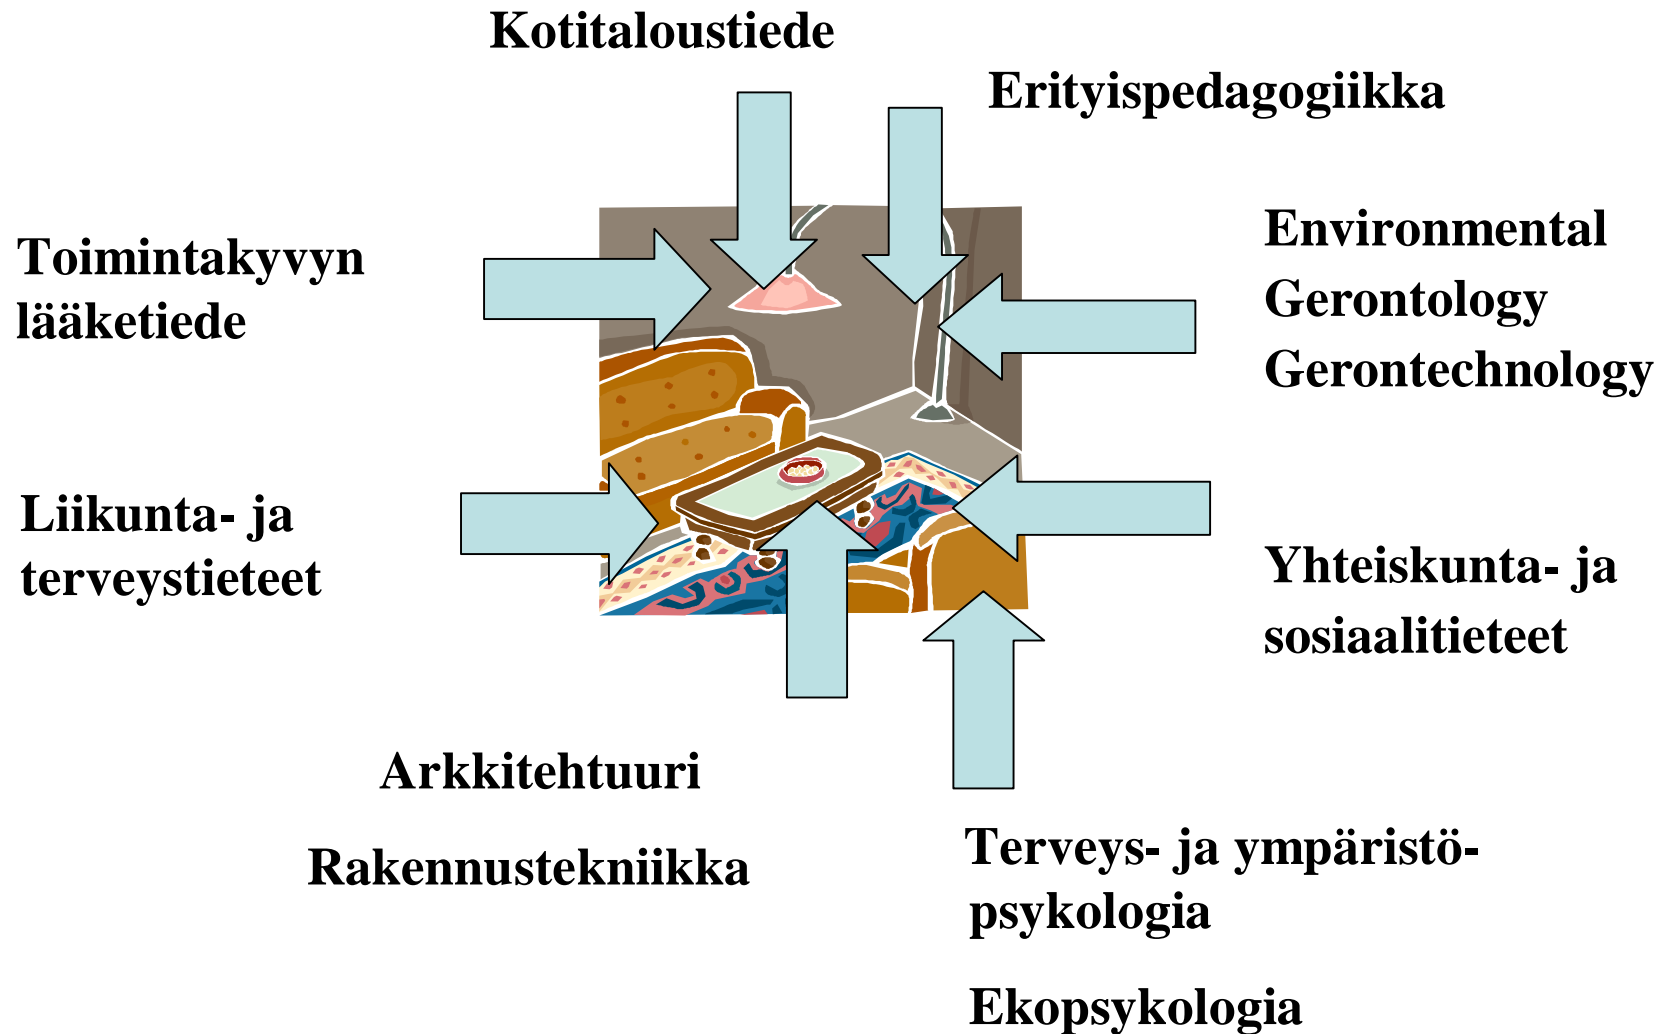 Kotitaloustiede
Erityispedagogiikka
Toimintakyvyn
lääketiede
Environmental
Gerontology
Gerontechnology
Liikunta- ja
terveystieteet
Yhteiskunta- ja
sosiaalitieteet
Arkkitehtuuri
Rakennustekniikka
Terveys- ja ympäristö-
psykologia
Ekopsykologia